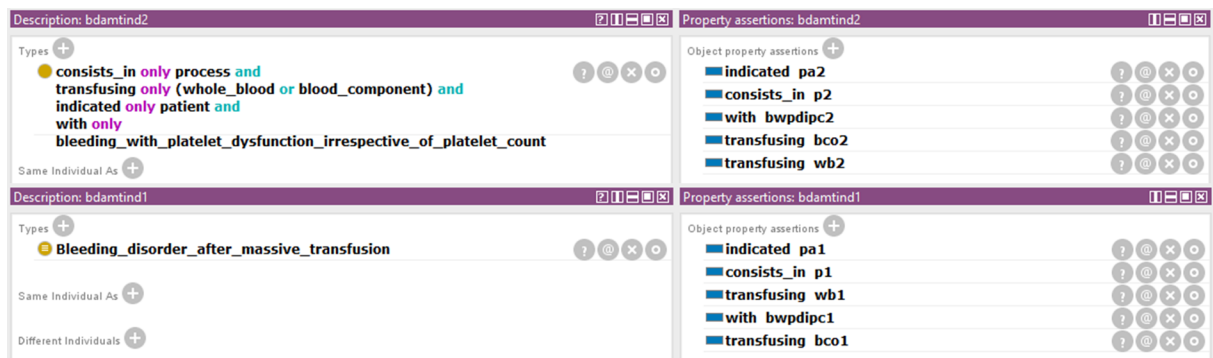 Description: bdamtind2
Types
consists_in only process and
transfusing only (whole_blood or blood_component) and
indicated only patient and
with only
bleeding_with_platelet_dysfunction_irrespective_of_platelet_count
Same Individual As
Property assertions: bdamtind2
Object property assertions
indicated pa2
consists_in p2
with bwpdipc2
transfusing bco2
transfusing wb2
Description: bdamtind1
Types
Bleeding_disorder_after_massive_transfusion
Same Individual As
Different Individuals
Property assertions: bdamtind1
Object property assertions
indicated pa1
consists_in p1
transfusing wb1
with bwpdipc1
transfusing bco1